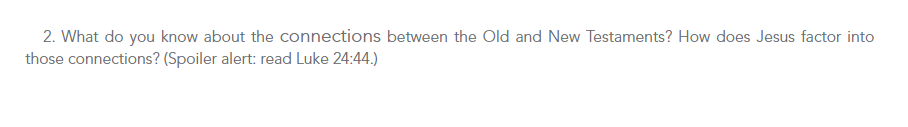 2. What do you know about the connections between the Old and New Testaments? How does Jesus factor into
those connections? (Spoiler alert: read Luke 24:44.)